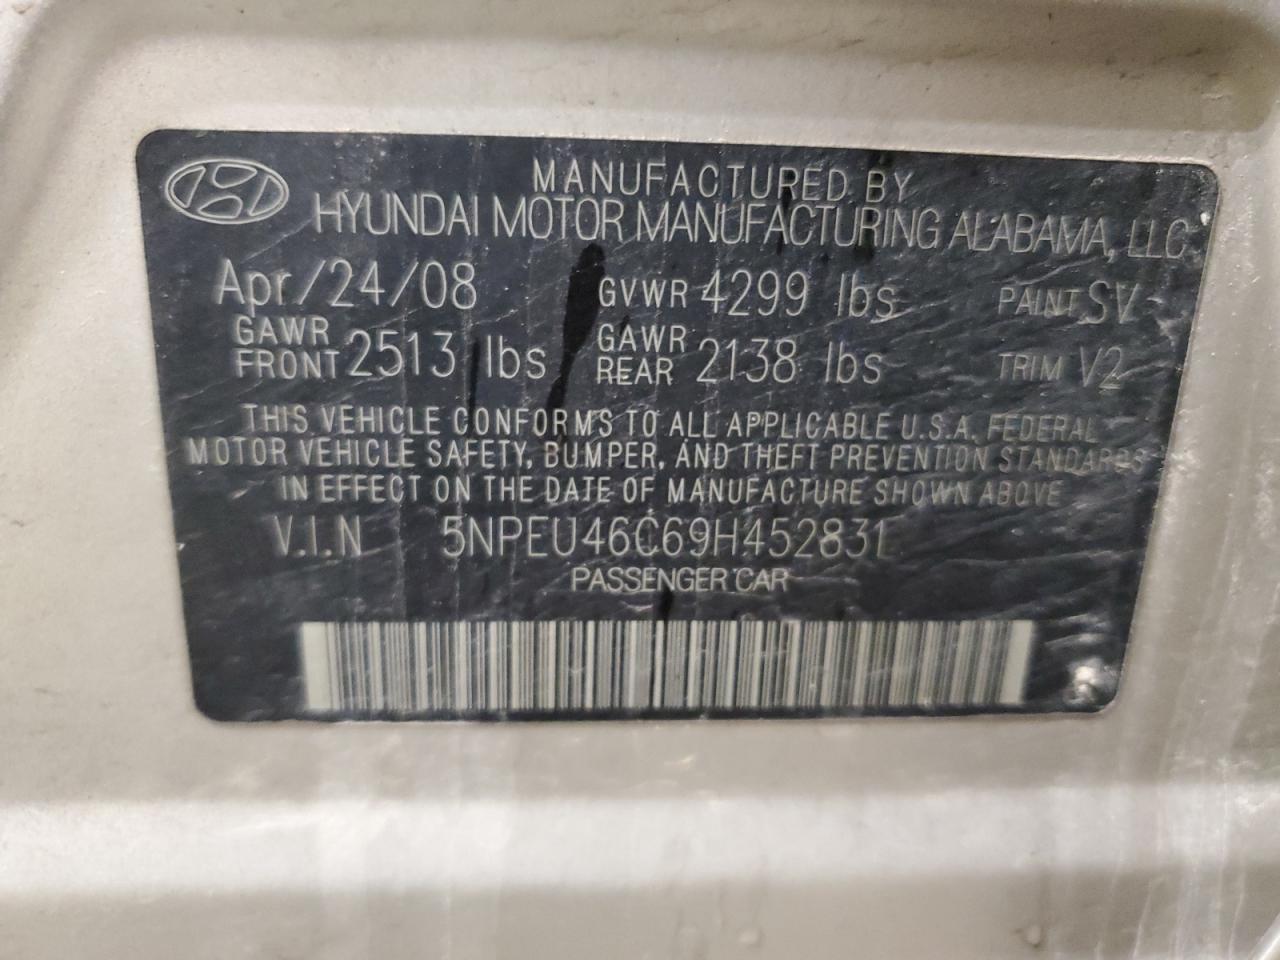 MANUFACTURED BY
HYUNDAI MOTOR MANUFACTURING ALABAMA, LLC
Apr/24/08 GVWR 4299 lbs PAINT SV
GAWR FRONT 2513 lbs GAWR REAR 2138 lbs TRIM V2
THIS VEHICLE CONFORMS TO ALL APPLICABLE U.S.A. FEDERAL
MOTOR VEHICLE SAFETY, BUMPER, AND THEFT PREVENTION STANDARDS
IN EFFECT ON THE DATE OF MANUFACTURE SHOWN ABOVE
V.I.N 5NPEU46C69H452831
PASSENGER CAR